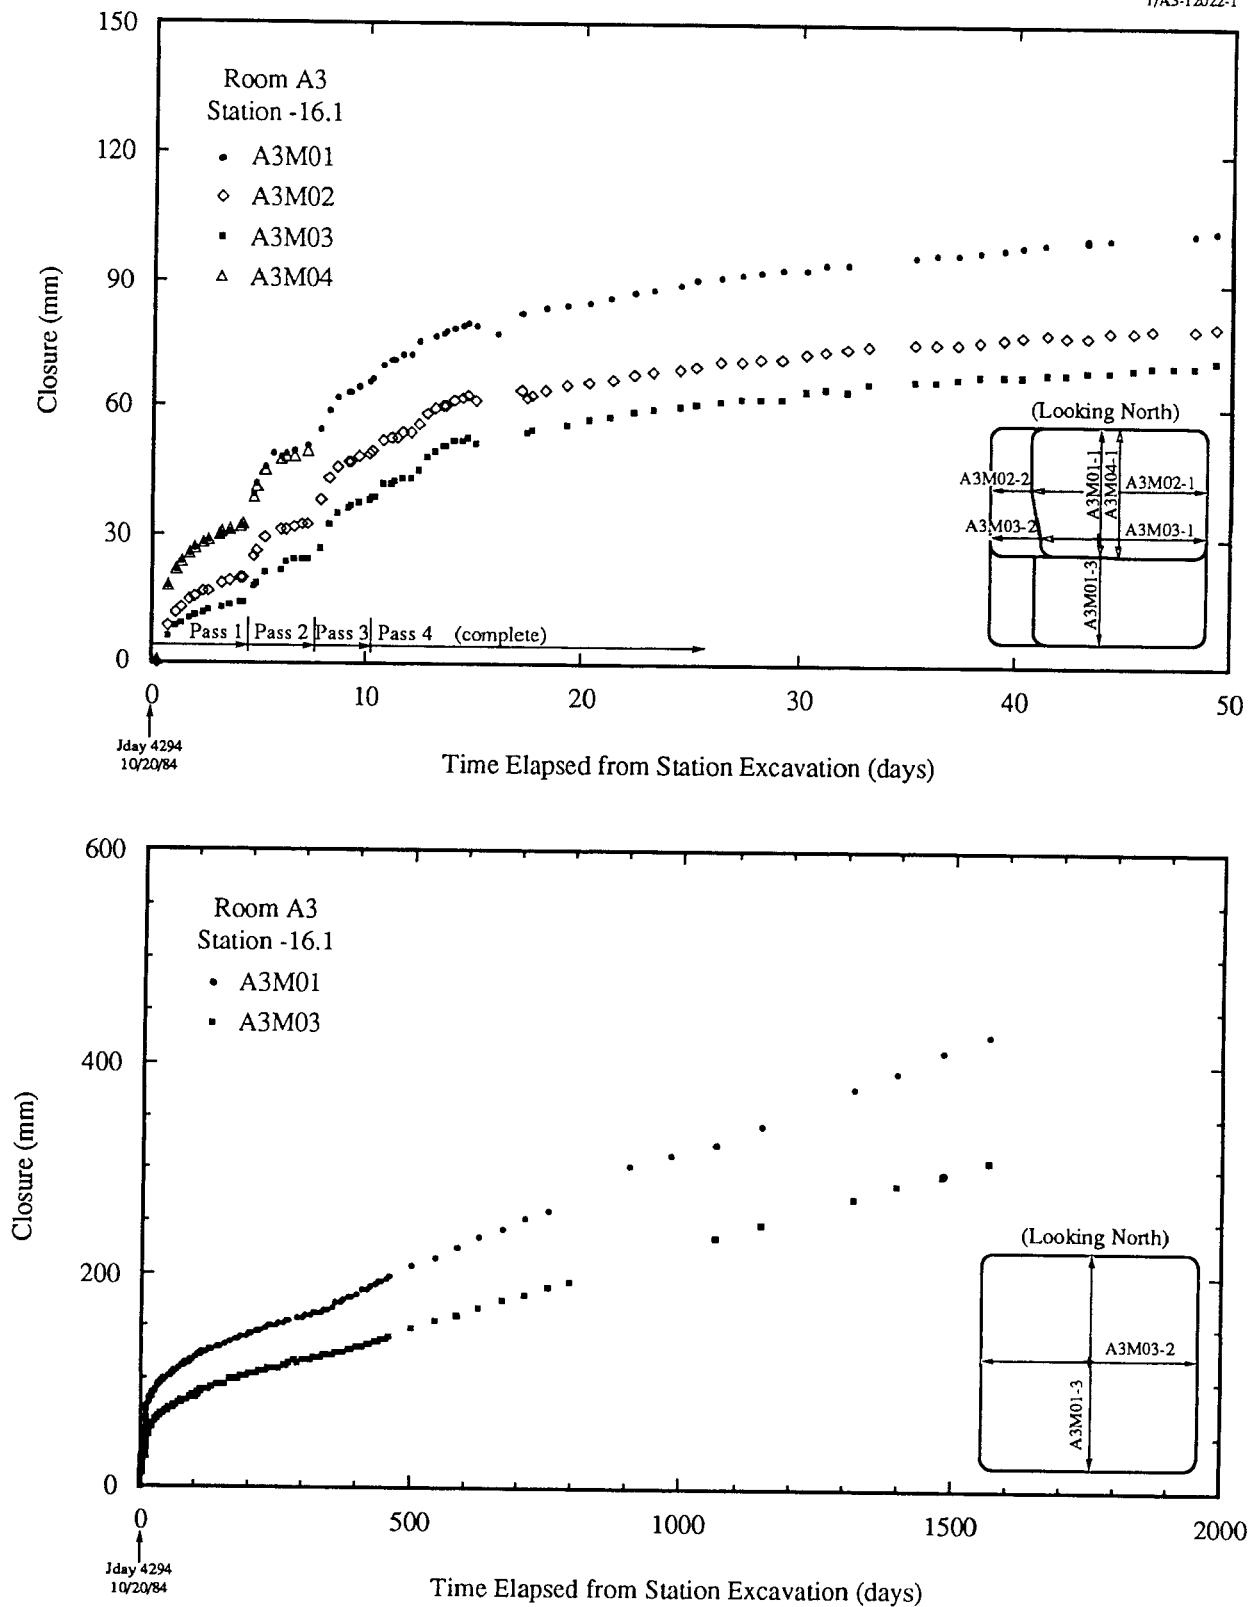 150
Room A3
Station -16.1
A3M01
A3M02
A3M03
A3M04
120
90
60
30
0
Closure (mm)
Pass 1
Pass 2
Pass 3
Pass 4
(complete)
(Looking North)
A3M02-2
A3M01-1
A3M04-1
A3M02-1
A3M03-2
A3M03-1
A3M01-3
0
10
20
30
40
50
Jday 4294
10/20/84
Time Elapsed from Station Excavation (days)
600
Room A3
Station -16.1
A3M01
A3M03
400
200
0
Closure (mm)
(Looking North)
A3M03-2
A3M01-3
0
500
1000
1500
2000
Jday 4294
10/20/84
Time Elapsed from Station Excavation (days)